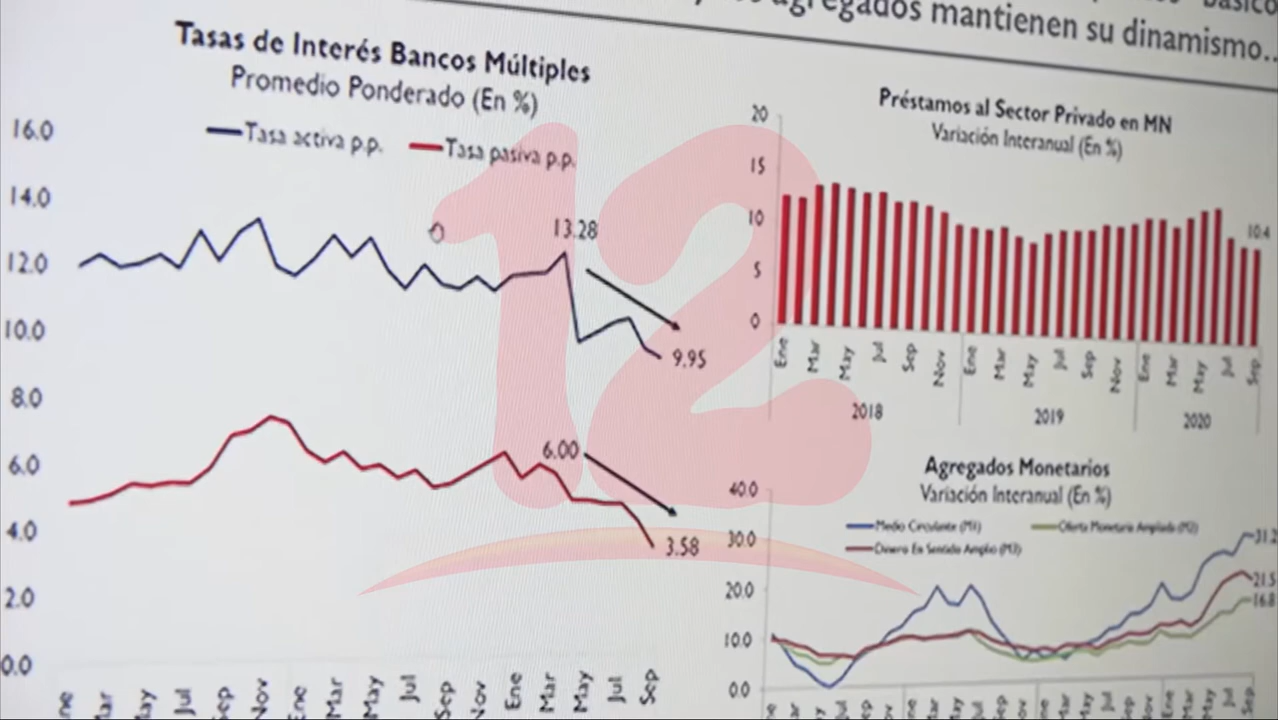 agregados mantienen su dinamismo...
Tasas de Interés Bancos Múltiples
Promedio Ponderado (En %)
Tasa activa p.p. Tasa pasiva p.p.
16.0
14.0
12.0
10.0
8.0
6.0
4.0
2.0
0.0
13.28
9.95
6.00
3.58
Mar May Jul Sep Nov Ene Mar May Jul Sep Nov Ene Mar May Jul Sep
12
Préstamos al Sector Privado en MN
Variación Interanual (En %)
20
15
10
5
0
10.4
Ene Mar May Jul Sep Nov Ene Mar May Jul Sep Nov Ene Mar May Jul Sep
2018 2019 2020
Agregados Monetarios
Variación Interanual (En %)
Medio Circulante (M1) Oferta Monetaria Ampliada (M2)
Dinero En Sentido Amplio (M3)
40.0
30.0
20.0
10.0
0.0
31.2
21.5
16.8